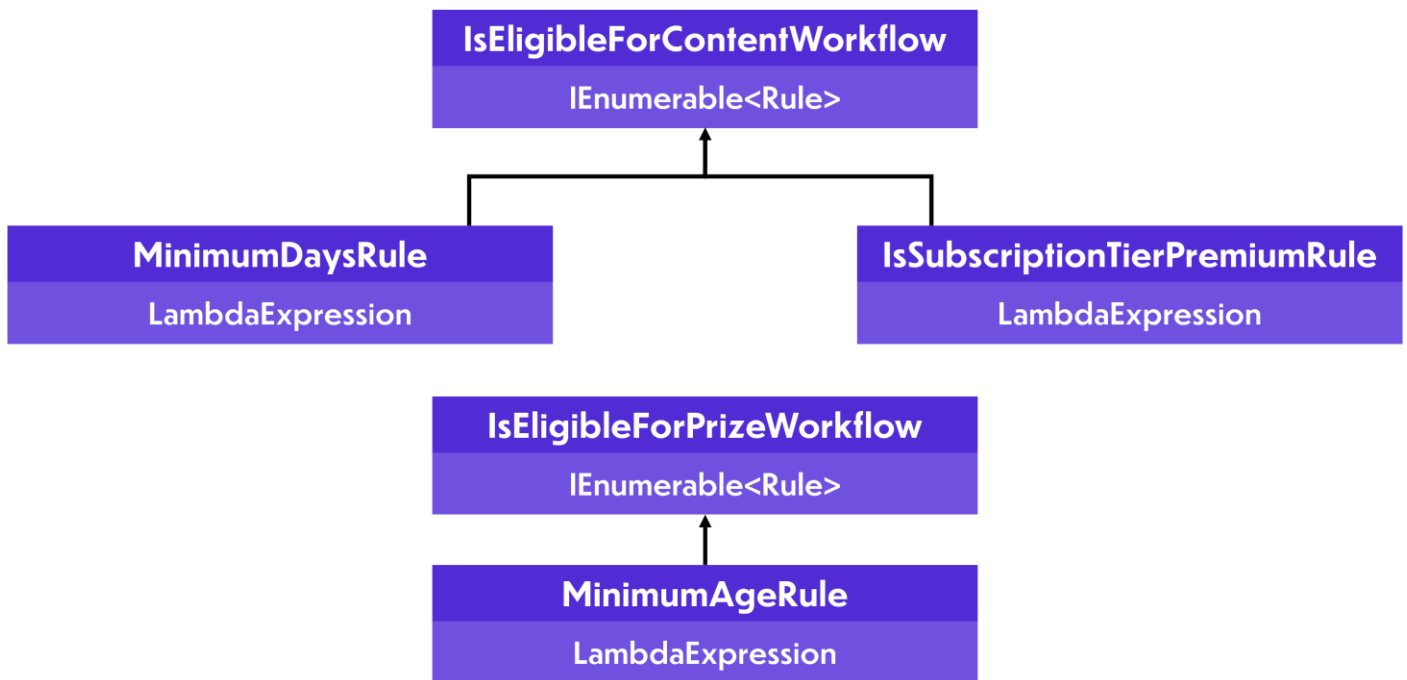 IsEligibleForContentWorkflow
IEnumerable<Rule>
MinimumDaysRule
LambdaExpression
IsSubscriptionTierPremiumRule
LambdaExpression
IsEligibleForPrizeWorkflow
IEnumerable<Rule>
MinimumAgeRule
LambdaExpression